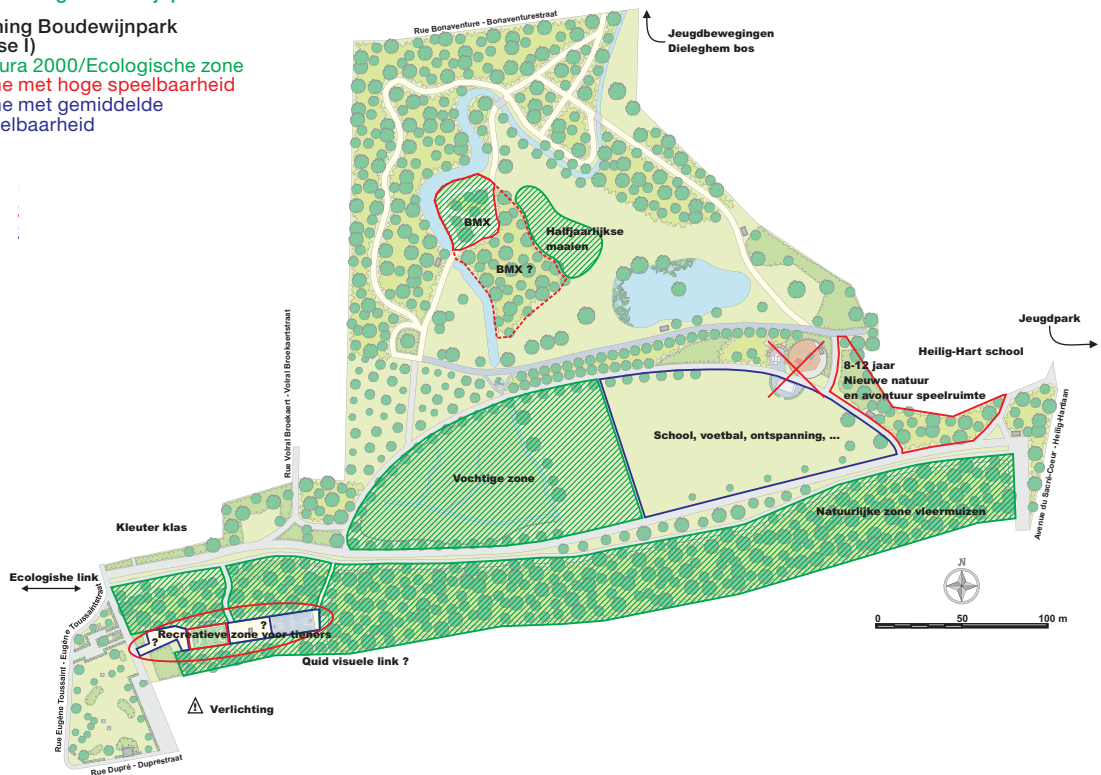 ning Boudewijnpark
se I)
ura 2000/Ecologische zone
ne met hoge speelbaarheid
ne met gemiddelde
elbaarheid
Rue Bonaventure - Bonaventurestraat
Jeugdbewegingen
Dieleghem bos
BMX
Halfjaarlijkse
maaien
BMX ?
Jeugdpark
Heilig-Hart school
8-12 jaar
Nieuwe natuur
en avontuur speelruimte
Rue Volral Broekaert - Volral Broekaertstraat
School, voetbal, ontspanning, ...
Vochtige zone
Natuurlijke zone vleermuizen
Avenue du Sacré-Coeur - Heilig-Hartlaan
Kleuter klas
Ecologishe link
N
0 50 100 m
Rue Eugène Toussaint - Eugène Toussaintstraat
?
?
Recreatieve zone voor tieners
Quid visuele link ?
Verlichting
Rue Dupré - Duprestraat